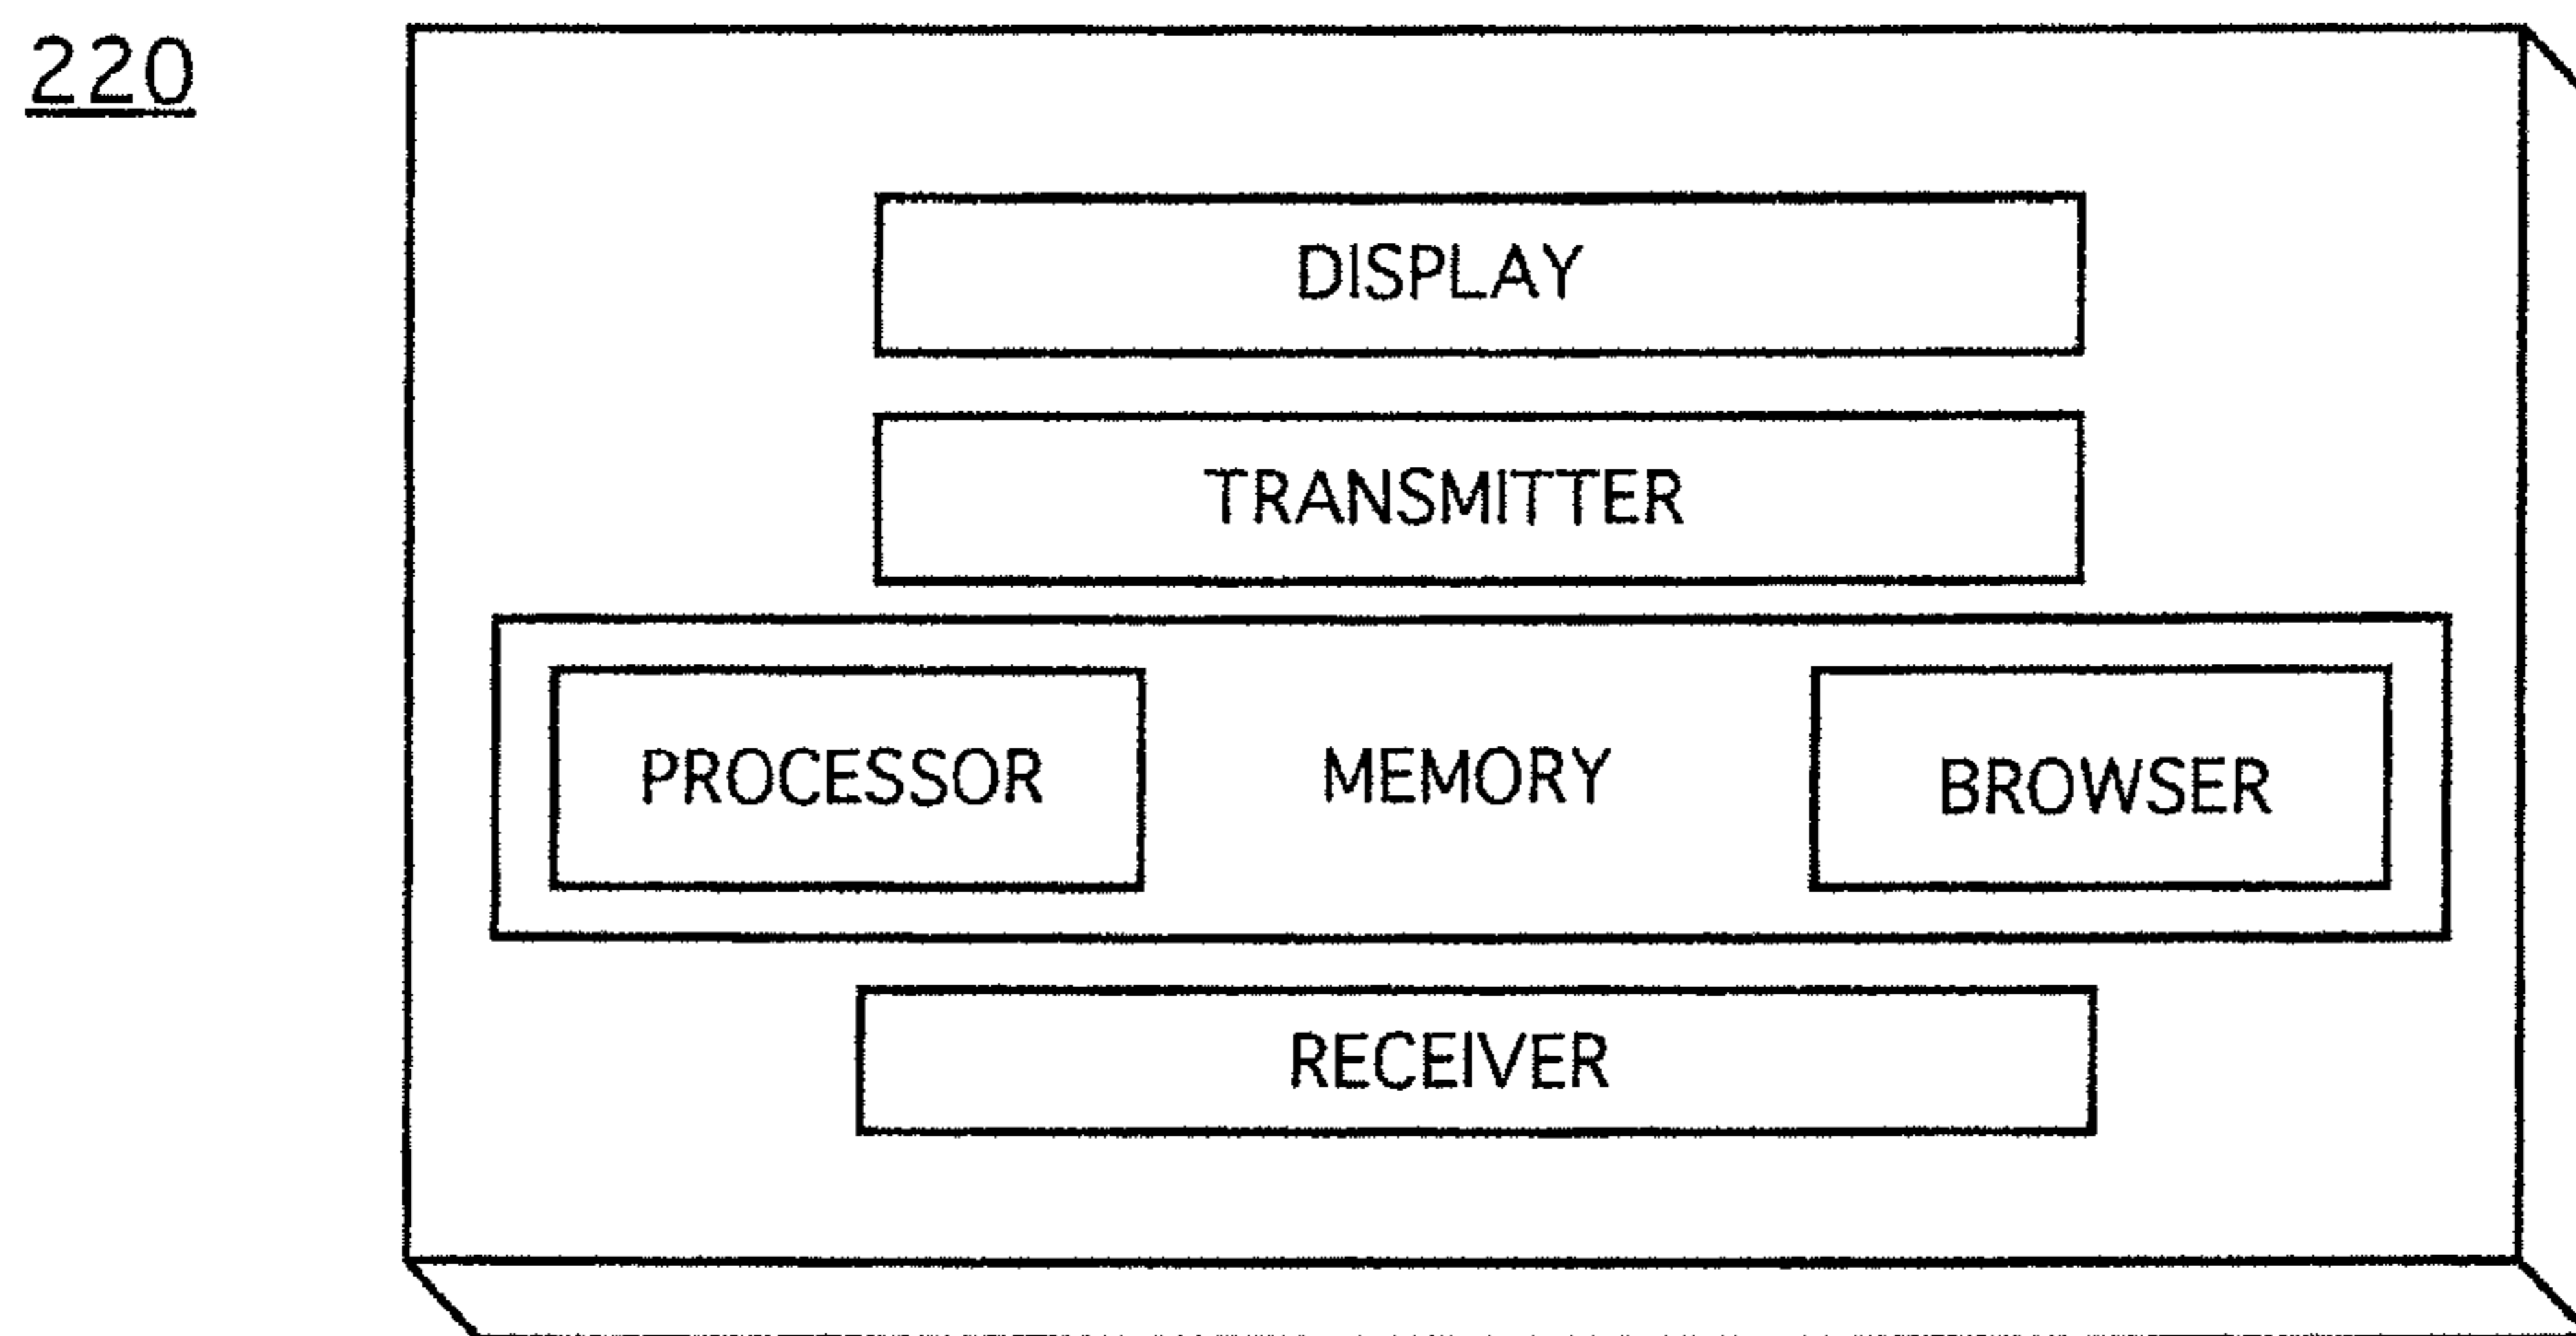 220
DISPLAY
TRANSMITTER
PROCESSOR MEMORY BROWSER
RECEIVER